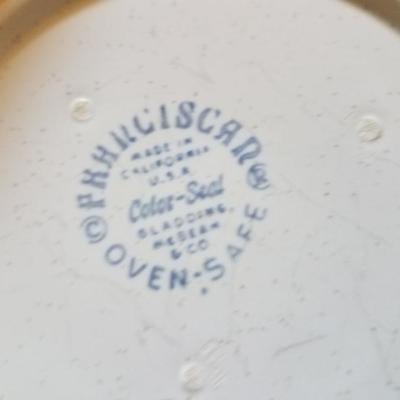 © FRANCISCAN ®
MADE IN
CALIFORNIA
U.S.A.
Color-Seal
GLADDING,
McBEAN
& CO.
OVEN-SAFE